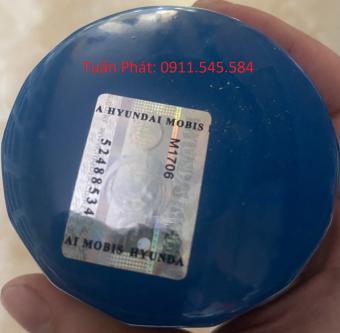 Tuấn Phát: 0911.545.584
A HYUNDAI MOBIS
M1706
52488534
AI MOBIS HYUNDA